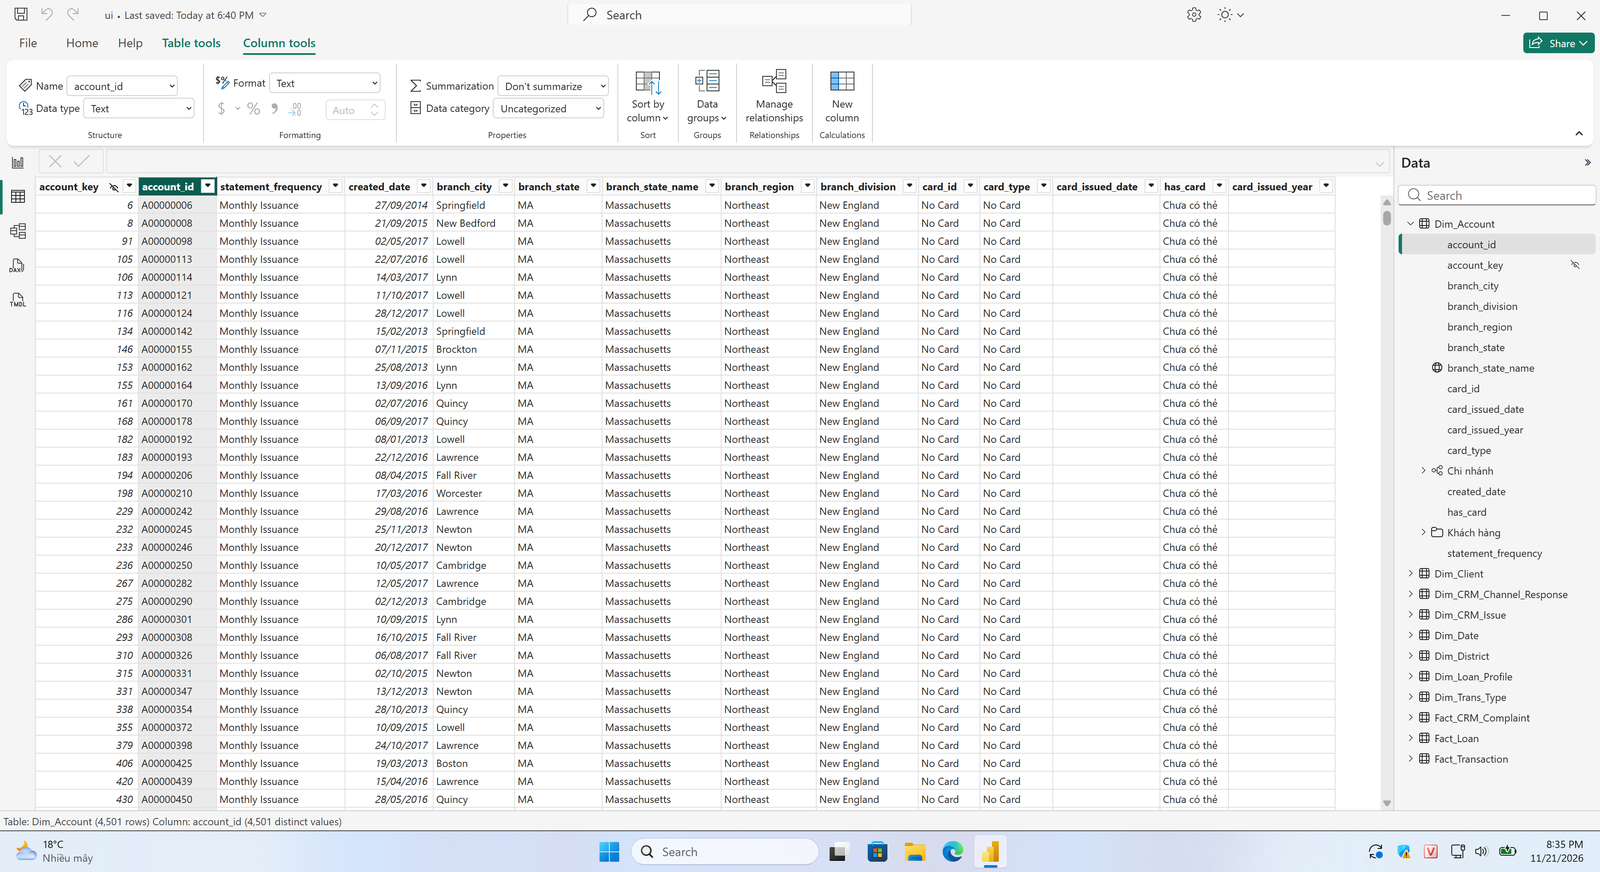 ui • Last saved: Today at 6:40 PM
Search
File Home Help Table tools Column tools
Share
Name account_id
Data type Text
Structure
Format Text
$ % 9 .00 Auto
Formatting
Summarization Don't summarize
Data category Uncategorized
Properties
Sort by column
Sort
Data groups
Groups
Manage relationships
Relationships
New column
Calculations
account_key account_id statement_frequency created_date branch_city branch_state branch_state_name branch_region branch_division card_id card_type card_issued_date has_card card_issued_year
6 A00000006 Monthly Issuance 27/09/2014 Springfield MA Massachusetts Northeast New England No Card No Card Chưa có thẻ
8 A00000008 Monthly Issuance 21/09/2015 New Bedford MA Massachusetts Northeast New England No Card No Card Chưa có thẻ
91 A00000098 Monthly Issuance 02/05/2017 Lowell MA Massachusetts Northeast New England No Card No Card Chưa có thẻ
105 A00000113 Monthly Issuance 22/07/2016 Lowell MA Massachusetts Northeast New England No Card No Card Chưa có thẻ
106 A00000114 Monthly Issuance 14/03/2017 Lynn MA Massachusetts Northeast New England No Card No Card Chưa có thẻ
113 A00000121 Monthly Issuance 11/10/2017 Lowell MA Massachusetts Northeast New England No Card No Card Chưa có thẻ
116 A00000124 Monthly Issuance 28/12/2017 Lowell MA Massachusetts Northeast New England No Card No Card Chưa có thẻ
134 A00000142 Monthly Issuance 15/02/2013 Springfield MA Massachusetts Northeast New England No Card No Card Chưa có thẻ
146 A00000155 Monthly Issuance 07/11/2015 Brockton MA Massachusetts Northeast New England No Card No Card Chưa có thẻ
153 A00000162 Monthly Issuance 25/08/2013 Lynn MA Massachusetts Northeast New England No Card No Card Chưa có thẻ
155 A00000164 Monthly Issuance 13/09/2016 Lynn MA Massachusetts Northeast New England No Card No Card Chưa có thẻ
161 A00000170 Monthly Issuance 02/07/2016 Quincy MA Massachusetts Northeast New England No Card No Card Chưa có thẻ
168 A00000178 Monthly Issuance 06/09/2017 Quincy MA Massachusetts Northeast New England No Card No Card Chưa có thẻ
182 A00000192 Monthly Issuance 08/01/2013 Lowell MA Massachusetts Northeast New England No Card No Card Chưa có thẻ
183 A00000193 Monthly Issuance 22/12/2016 Lawrence MA Massachusetts Northeast New England No Card No Card Chưa có thẻ
194 A00000206 Monthly Issuance 08/04/2015 Fall River MA Massachusetts Northeast New England No Card No Card Chưa có thẻ
198 A00000210 Monthly Issuance 17/03/2016 Worcester MA Massachusetts Northeast New England No Card No Card Chưa có thẻ
229 A00000242 Monthly Issuance 29/08/2016 Lawrence MA Massachusetts Northeast New England No Card No Card Chưa có thẻ
232 A00000245 Monthly Issuance 25/11/2013 Newton MA Massachusetts Northeast New England No Card No Card Chưa có thẻ
233 A00000246 Monthly Issuance 20/12/2017 Newton MA Massachusetts Northeast New England No Card No Card Chưa có thẻ
236 A00000250 Monthly Issuance 10/05/2017 Cambridge MA Massachusetts Northeast New England No Card No Card Chưa có thẻ
267 A00000282 Monthly Issuance 12/05/2017 Lawrence MA Massachusetts Northeast New England No Card No Card Chưa có thẻ
275 A00000290 Monthly Issuance 02/12/2013 Cambridge MA Massachusetts Northeast New England No Card No Card Chưa có thẻ
286 A00000301 Monthly Issuance 10/09/2015 Lynn MA Massachusetts Northeast New England No Card No Card Chưa có thẻ
293 A00000308 Monthly Issuance 16/10/2015 Fall River MA Massachusetts Northeast New England No Card No Card Chưa có thẻ
310 A00000326 Monthly Issuance 06/08/2017 Fall River MA Massachusetts Northeast New England No Card No Card Chưa có thẻ
315 A00000331 Monthly Issuance 02/10/2015 Newton MA Massachusetts Northeast New England No Card No Card Chưa có thẻ
331 A00000347 Monthly Issuance 13/12/2013 Newton MA Massachusetts Northeast New England No Card No Card Chưa có thẻ
338 A00000354 Monthly Issuance 28/10/2013 Quincy MA Massachusetts Northeast New England No Card No Card Chưa có thẻ
355 A00000372 Monthly Issuance 10/09/2015 Lowell MA Massachusetts Northeast New England No Card No Card Chưa có thẻ
379 A00000398 Monthly Issuance 24/10/2017 Lawrence MA Massachusetts Northeast New England No Card No Card Chưa có thẻ
406 A00000425 Monthly Issuance 19/03/2013 Boston MA Massachusetts Northeast New England No Card No Card Chưa có thẻ
420 A00000439 Monthly Issuance 15/04/2016 Lawrence MA Massachusetts Northeast New England No Card No Card Chưa có thẻ
430 A00000450 Monthly Issuance 28/05/2016 Quincy MA Massachusetts Northeast New England No Card No Card Chưa có thẻ
DAX
TMDL
Data
Search
Dim_Account
account_id
account_key
branch_city
branch_division
branch_region
branch_state
branch_state_name
card_id
card_issued_date
card_issued_year
card_type
Chi nhánh
created_date
has_card
Khách hàng
statement_frequency
Dim_Client
Dim_CRM_Channel_Response
Dim_CRM_Issue
Dim_Date
Dim_District
Dim_Loan_Profile
Dim_Trans_Type
Fact_CRM_Complaint
Fact_Loan
Fact_Transaction
Table: Dim_Account (4,501 rows) Column: account_id (4,501 distinct values)
18°C
Nhiều mây
Search
V
8:35 PM
11/21/2026